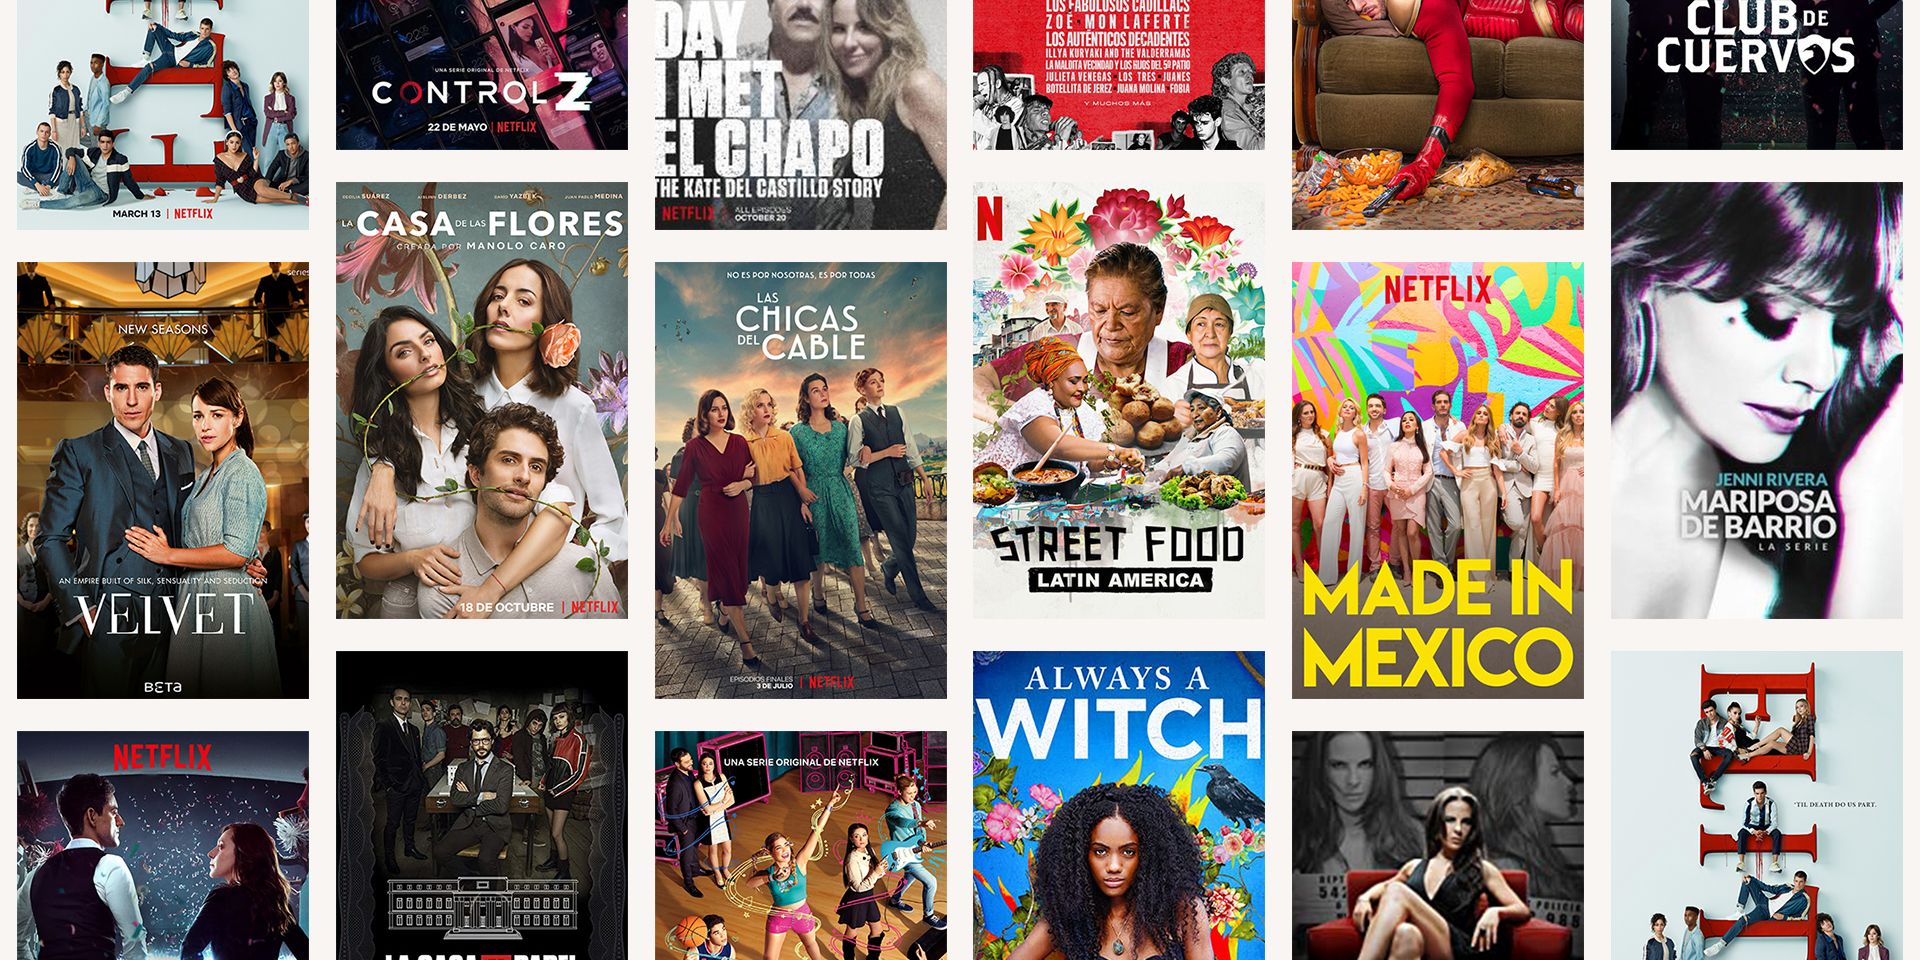 MARCH 13 | NETFLIX
series
NEW SEASONS
AN EMPIRE BUILT OF SILK, SENSUALITY AND SEDUCTION
VELVET
BETA
NETFLIX
UNA SERIE ORIGINAL DE NETFLIX
CONTROL Z
22 DE MAYO | NETFLIX
CECILIA SUÁREZ
AISLINN DERBEZ
DARÍO YAZBEK
JUAN PABLO MEDINA
LA CASA DE LAS FLORES
CREADA POR MANOLO CARO
18 DE OCTUBRE | NETFLIX
LA CASA DE PAPEL
DAY
I MET
EL CHAPO
THE KATE DEL CASTILLO STORY
NETFLIX | ALL EPISODES
OCTOBER 20
NO ES POR NOSOTRAS, ES POR TODAS
LAS
CHICAS
DEL CABLE
EPISODIOS FINALES
3 DE JULIO | NETFLIX
UNA SERIE ORIGINAL DE NETFLIX
LOS FABULOSOS CADILLACS
ZOÉ · MON LAFERTE
LOS AUTÉNTICOS DECADENTES
ILLYA KURYAKI AND THE VALDERRAMAS
LA MALDITA VECINDAD Y LOS HIJOS DEL 5º PATIO
JULIETA VENEGAS · LOS TRES · JUANES
BOTELLITA DE JEREZ · JUANA MOLINA · FOBIA
Y MUCHOS MÁS
N
STREET FOOD
LATIN AMERICA
ALWAYS A
WITCH
NETFLIX
MADE IN
MEXICO
CLUB DE
CUERVOS
JENNI RIVERA
MARIPOSA
DE BARRIO
LA SERIE
'TIL DEATH DO US PART.